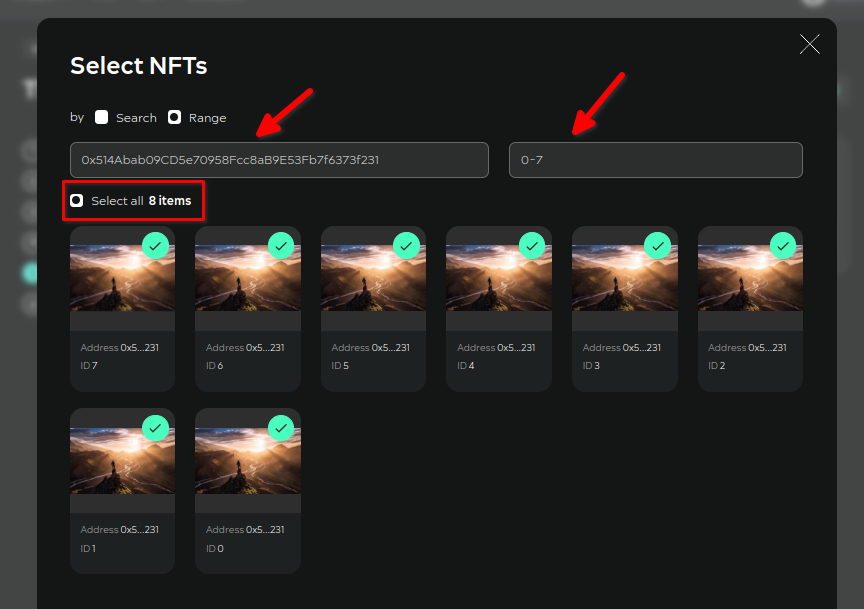 Select NFTs
by Search Range
0x514Abab09CD5e70958Fcc8aB9E53Fb7f6373f231 0-7
Select all 8 items
Address 0x5...231 Address 0x5...231 Address 0x5...231 Address 0x5...231 Address 0x5...231 Address 0x5...231
ID 7 ID 6 ID 5 ID 4 ID 3 ID 2
Address 0x5...231 Address 0x5...231
ID 1 ID 0